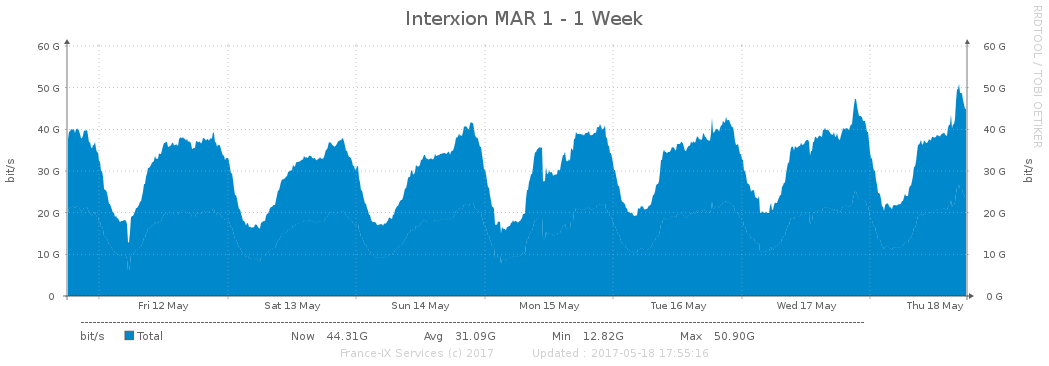 Interxion MAR 1 - 1 Week
RRDTOOL / TOBI OETIKER
60 G 60 G
50 G 50 G
40 G 40 G
30 G 30 G
20 G 20 G
10 G 10 G
0 0 G
bit/s
bit/s
Fri 12 May Sat 13 May Sun 14 May Mon 15 May Tue 16 May Wed 17 May Thu 18 May
bit/s Total Now 44.31G Avg 31.09G Min 12.82G Max 50.90G
France-IX Services (c) 2017 Updated : 2017-05-18 17:55:16